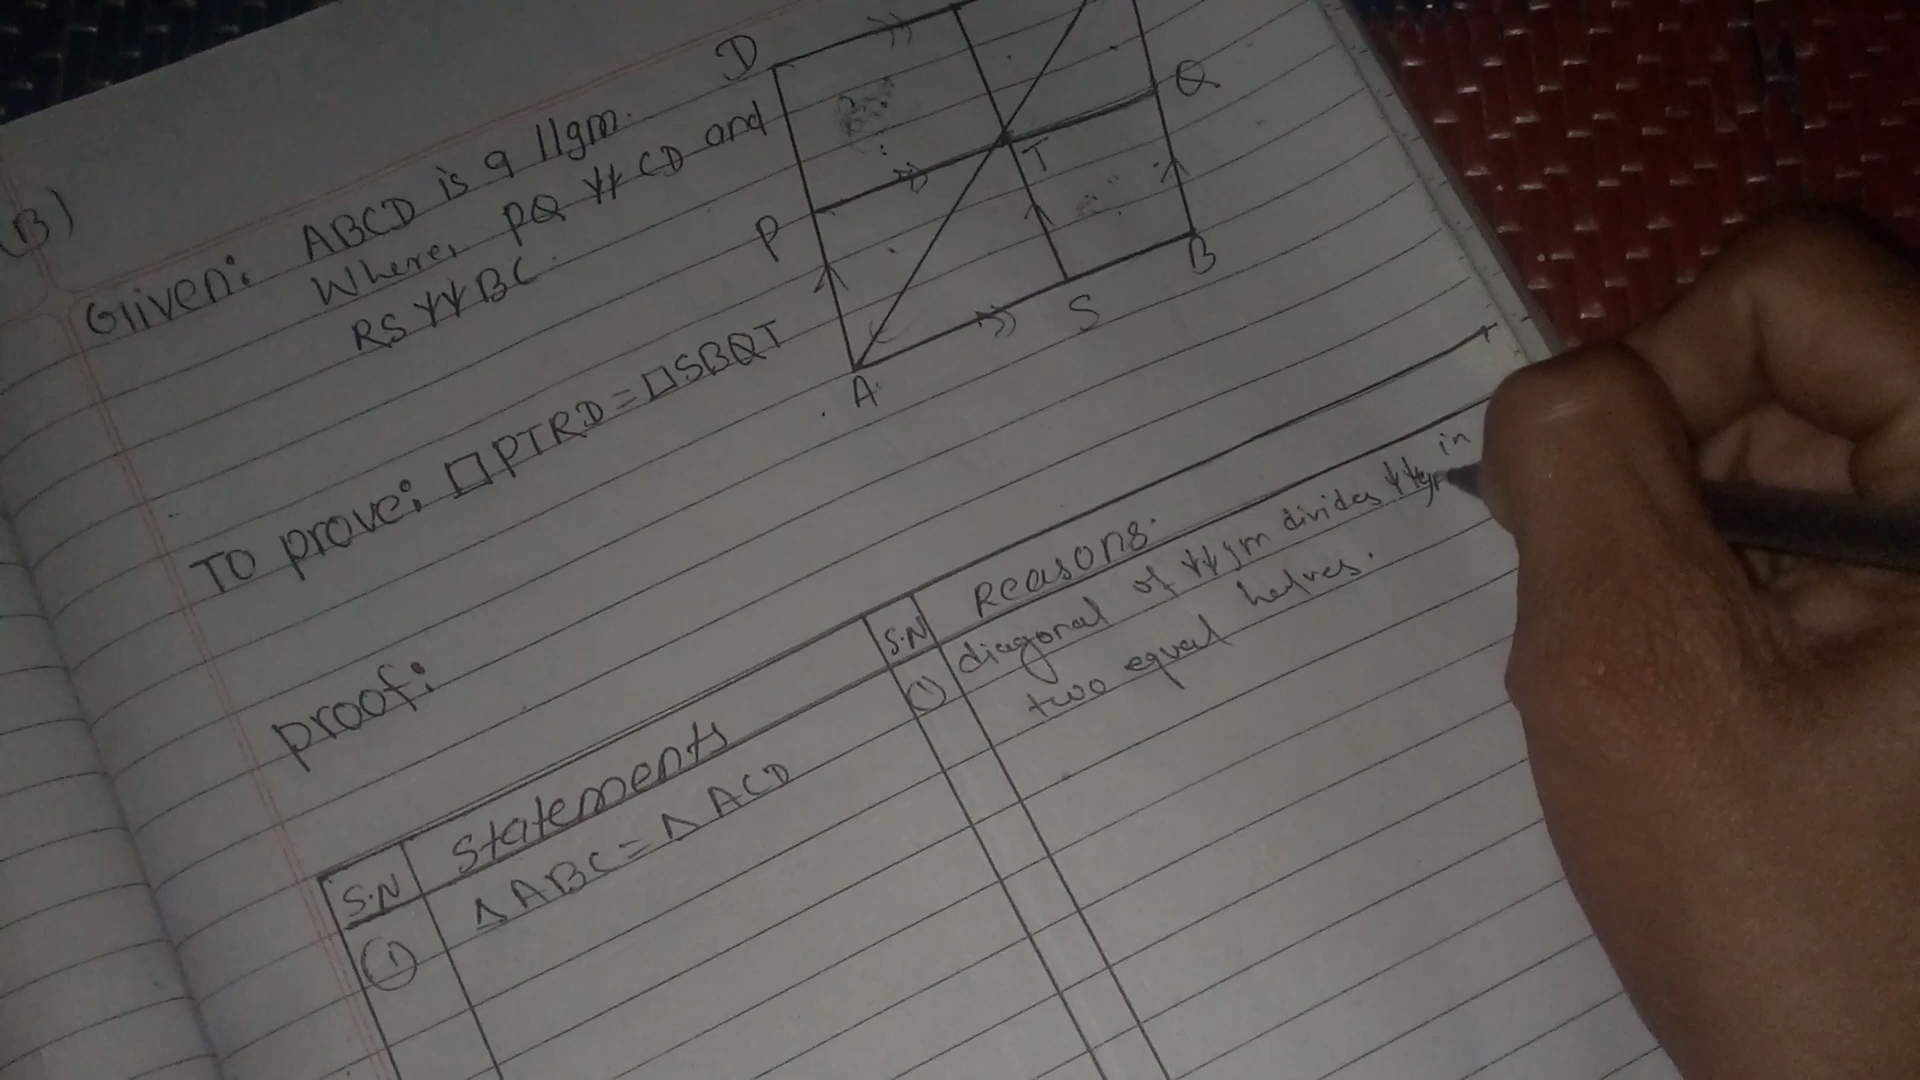 (B)
Given: ABCD is a llgm.
Where, PQ ∥ CD and
RS ∥ BC.
To prove: □PTRD = □SBQT
proof:
D
P
A
S
B
T
Q
S.N Statements S.N Reasons.
① △ABC = △ACD ① diagonal of ∥gm divides ∥gm in
two equal halves.